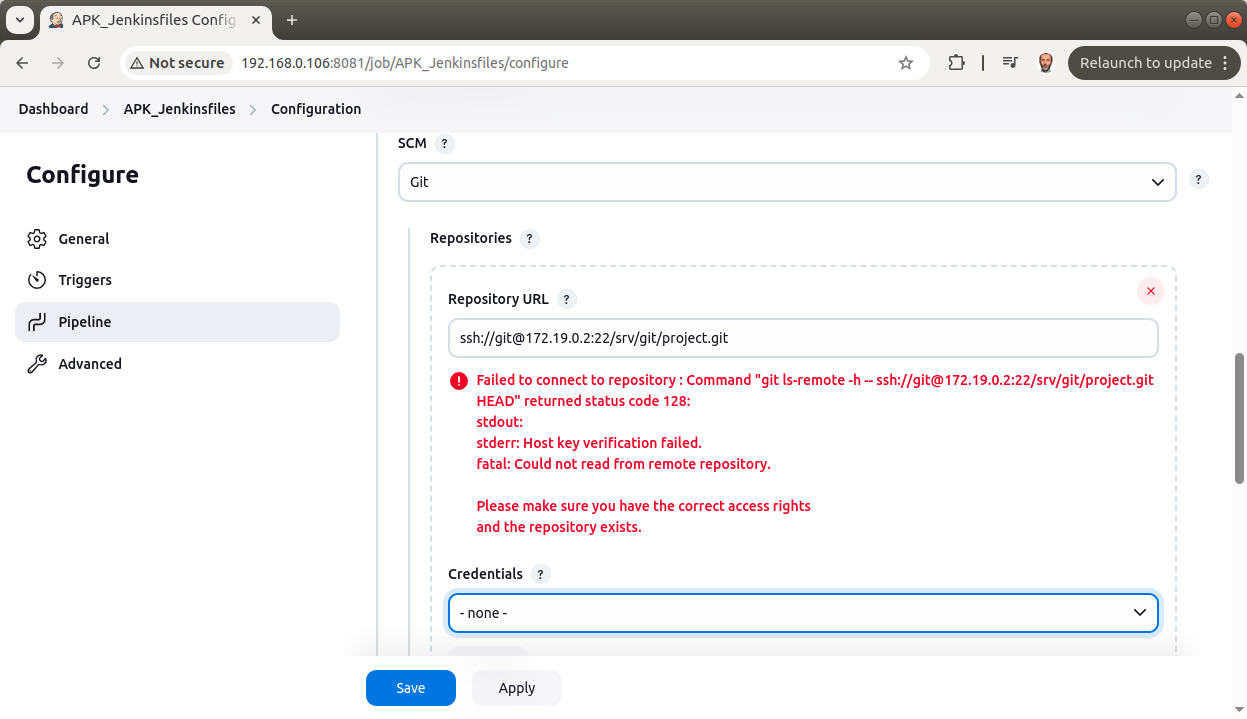 APK_Jenkinsfiles Config
Not secure
192.168.0.106:8081/job/APK_Jenkinsfiles/configure
Relaunch to update
Dashboard > APK_Jenkinsfiles > Configuration
Configure
General
Triggers
Pipeline
Advanced
SCM ?
Git
?
Repositories ?
Repository URL ?
ssh://git@172.19.0.2:22/srv/git/project.git
Failed to connect to repository : Command "git ls-remote -h -- ssh://git@172.19.0.2:22/srv/git/project.git
HEAD" returned status code 128:
stdout:
stderr: Host key verification failed.
fatal: Could not read from remote repository.
Please make sure you have the correct access rights
and the repository exists.
Credentials ?
- none -
Save
Apply